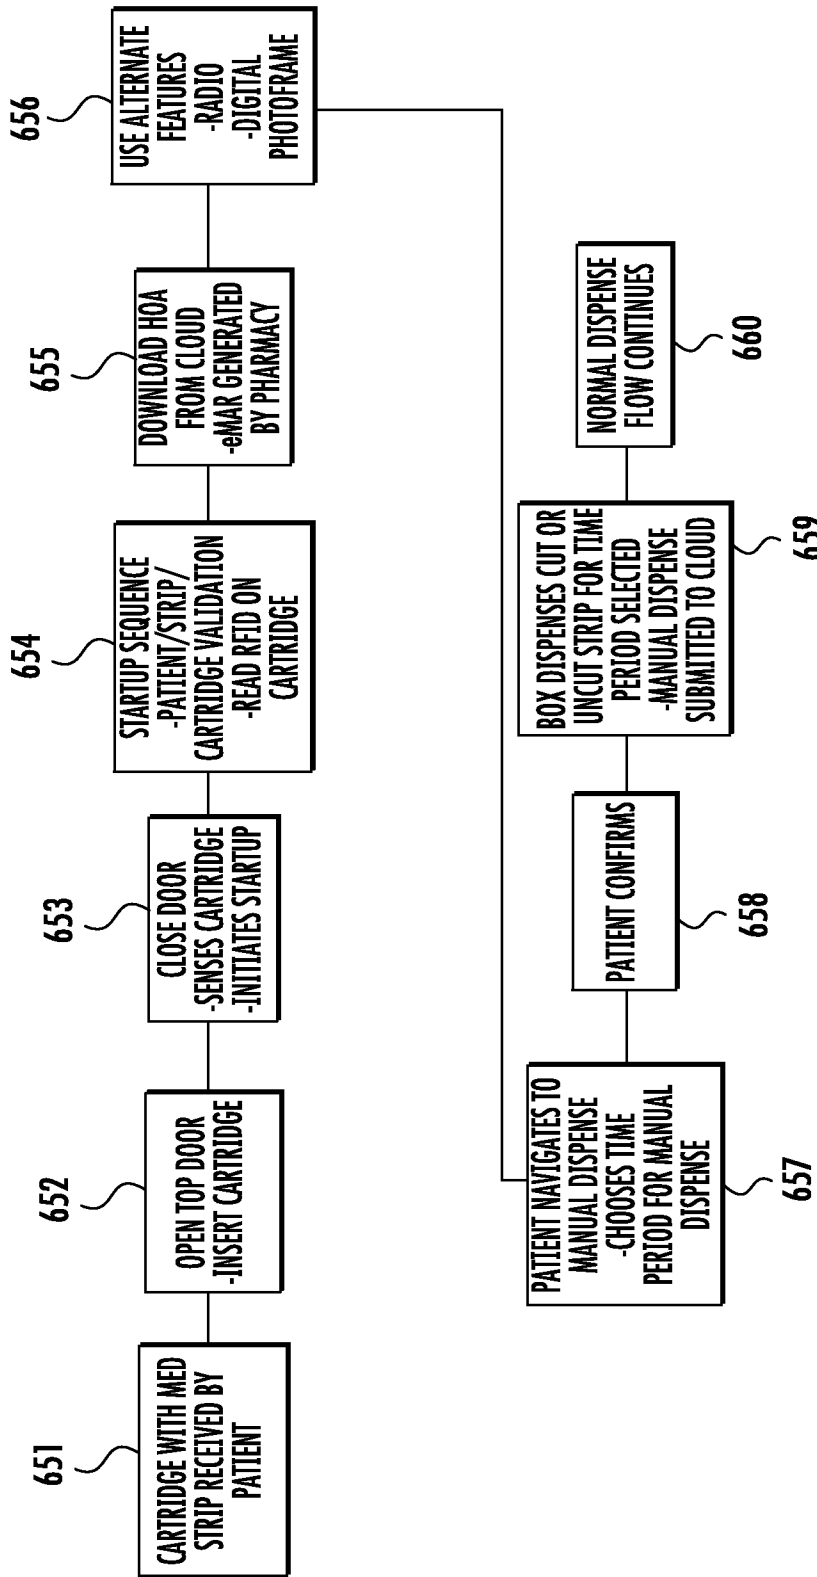 651
CARTRIDGE WITH MED
STRIP RECEIVED BY
PATIENT
652
OPEN TOP DOOR
-INSERT CARTRIDGE
653
CLOSE DOOR
-SENSES CARTRIDGE
-INITIATES STARTUP
654
STARTUP SEQUENCE
-PATIENT/STRIP/
CARTRIDGE VALIDATION
-READ RFID ON
CARTRIDGE
655
DOWNLOAD HOA
FROM CLOUD
-eMAR GENERATED
BY PHARMACY
656
USE ALTERNATE
FEATURES
-RADIO
-DIGITAL
PHOTOFRAME
PATIENT NAVIGATES TO
MANUAL DISPENSE
-CHOOSES TIME
PERIOD FOR MANUAL
DISPENSE
657
PATIENT CONFIRMS
658
BOX DISPENSES CUT OR
UNCUT STRIP FOR TIME
PERIOD SELECTED
-MANUAL DISPENSE
SUBMITTED TO CLOUD
659
NORMAL DISPENSE
FLOW CONTINUES
660